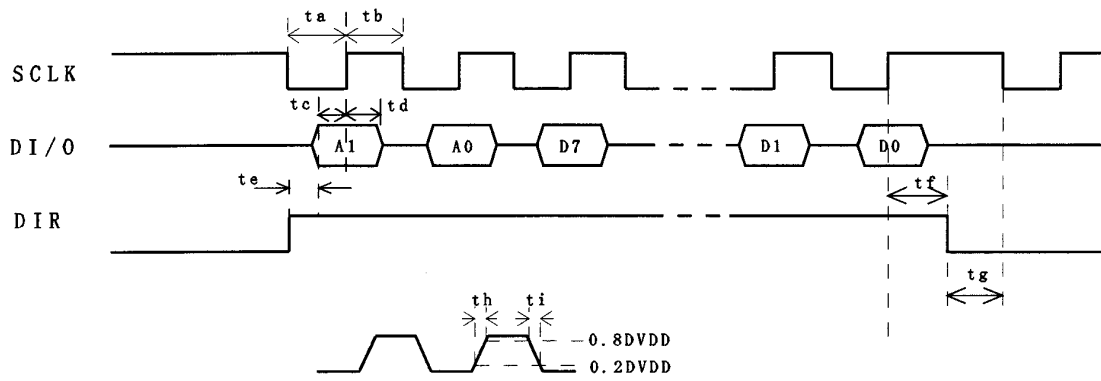 ta tb
SCLK
tc td
DI/O A1 A0 D7 D1 D0
te tf
DIR
tg
th ti
0.8DVDD
0.2DVDD